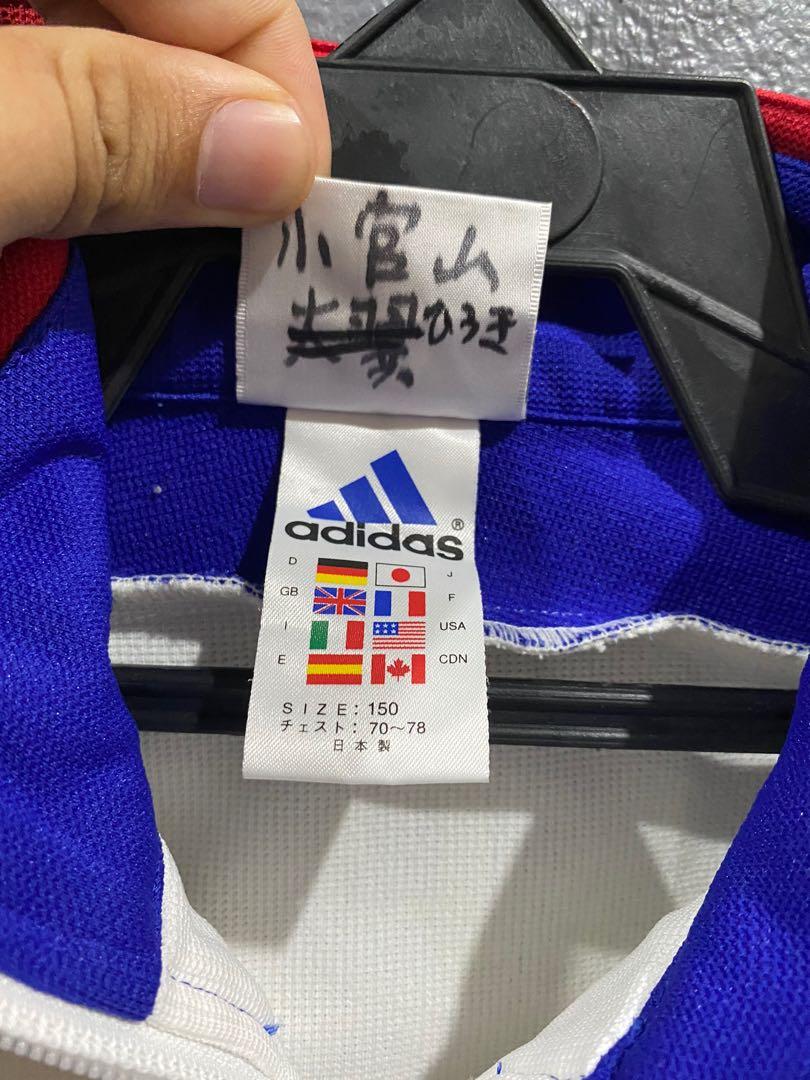 小宮山
ひろき
adidas®
D J
GB F
I USA
E CDN
SIZE: 150
チェスト: 70~78
日本製